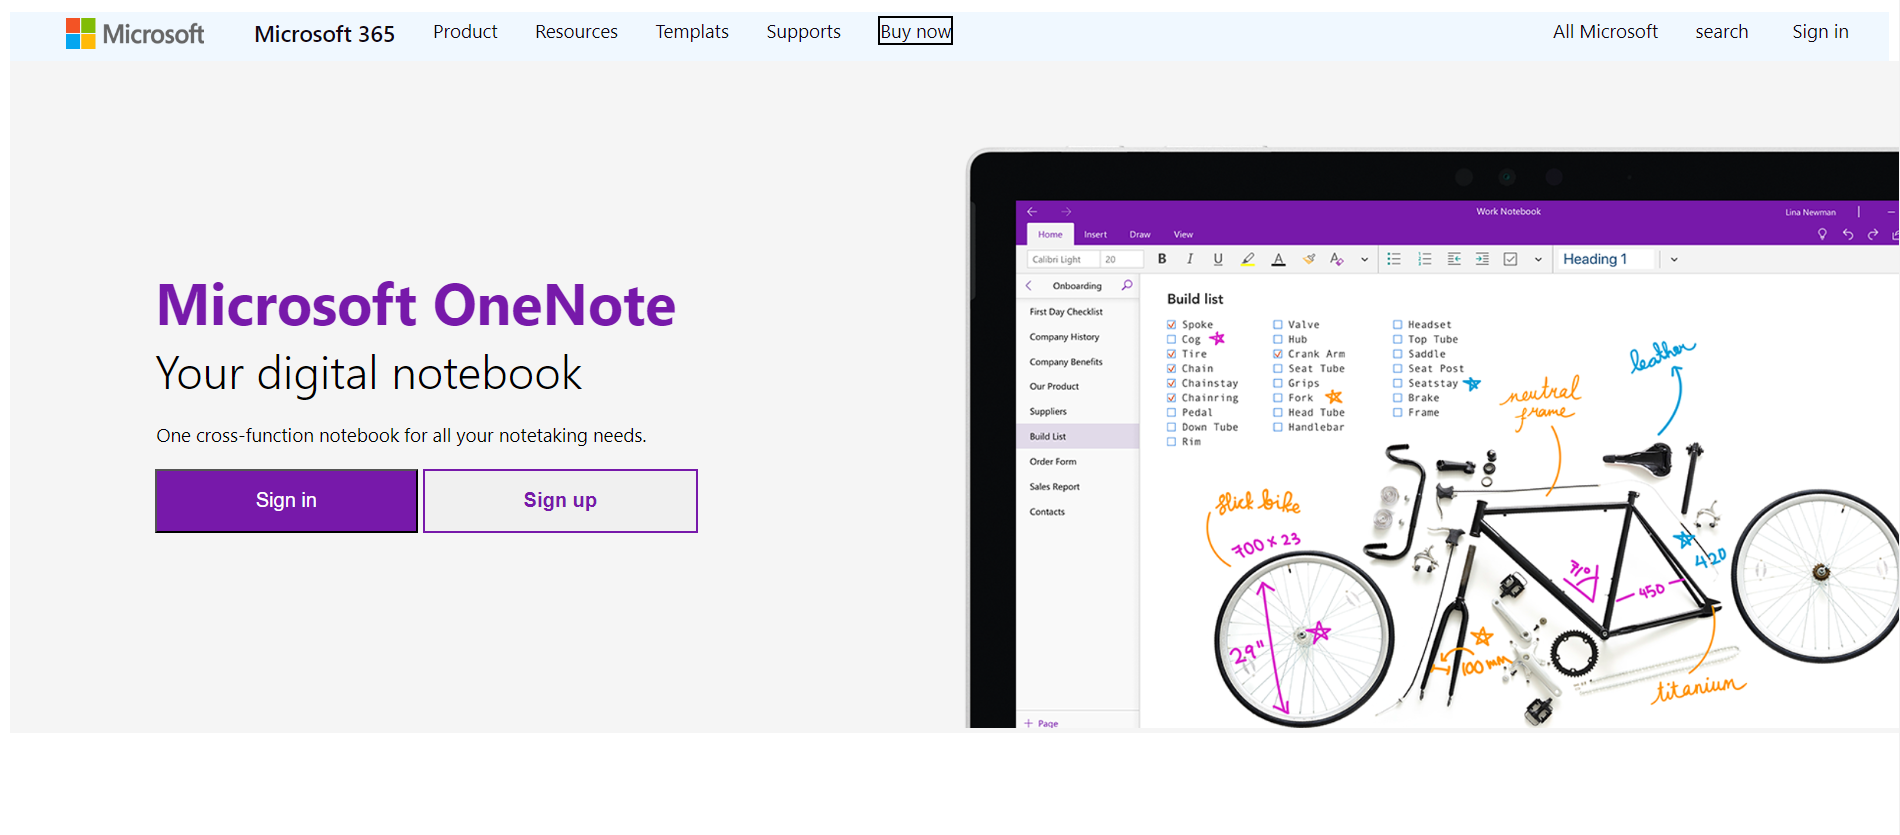 Microsoft
Microsoft 365 Product Resources Templats Supports Buy now All Microsoft search Sign in
Microsoft OneNote
Your digital notebook
One cross-function notebook for all your notetaking needs.
Sign in Sign up
Work Notebook Lina Newman
Home Insert Draw View
Calibri Light 20 B I U A A Heading 1
Onboarding
First Day Checklist
Company History
Company Benefits
Our Product
Suppliers
Build List
Order Form
Sales Report
Contacts
+ Page
Build list
Spoke
Cog
Tire
Chain
Chainstay
Chainring
Pedal
Down Tube
Rim
Valve
Hub
Crank Arm
Seat Tube
Grips
Fork
Head Tube
Handlebar
Headset
Top Tube
Saddle
Seat Post
Seatstay
Brake
Frame
leather
neutral
frame
slick bike
700 x 23
29"
71°
450
420
100mm
titanium